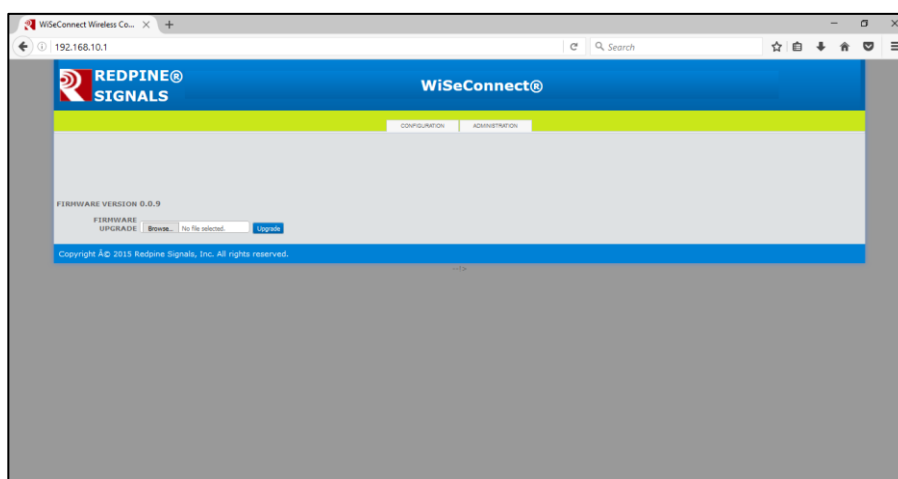 WiSeConnect Wireless Co...
192.168.10.1
Search
REDPINE®
SIGNALS
WiSeConnect®
CONFIGURATION
ADMINISTRATION
FIRMWARE VERSION 0.0.9
FIRMWARE
UPGRADE
Browse... No file selected.
Upgrade
Copyright Â© 2015 Redpine Signals, Inc. All rights reserved.